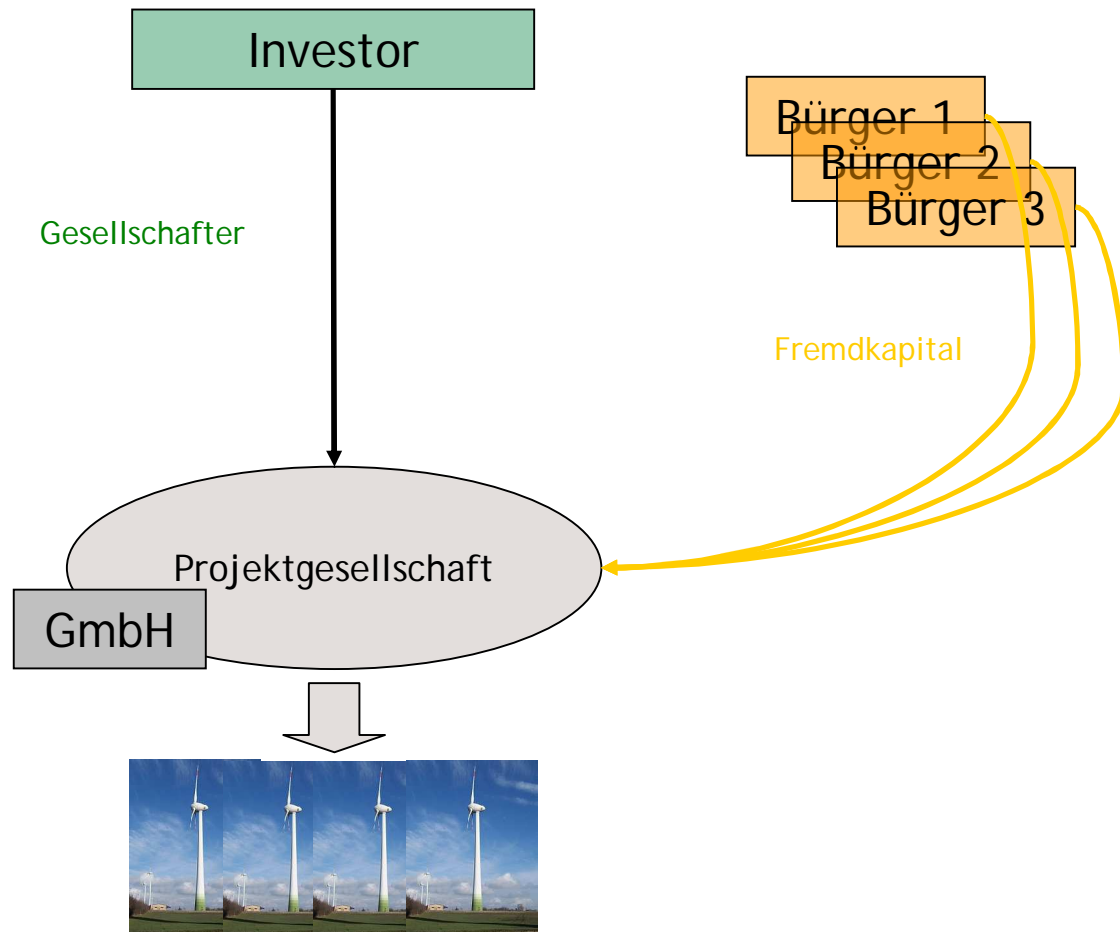 Investor
Bürger 1
Bürger 2
Bürger 3
Gesellschafter
Fremdkapital
Projektgesellschaft
GmbH